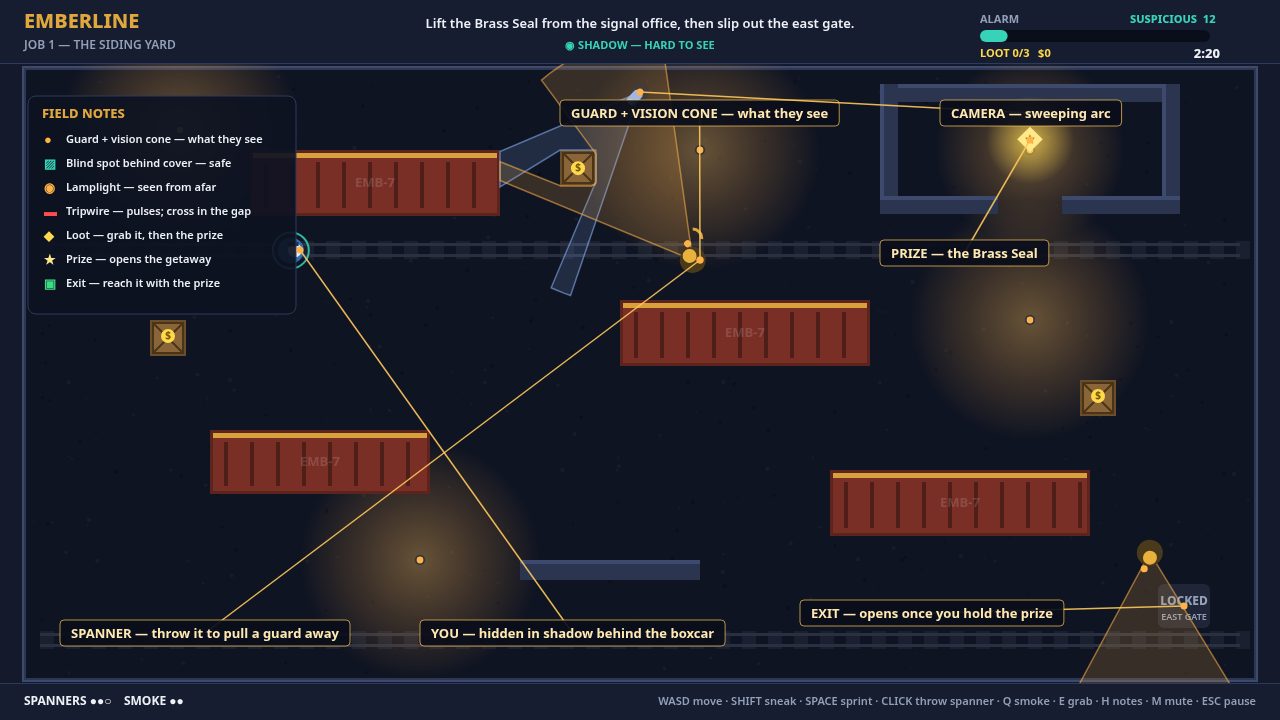 EMBERLINE
JOB 1 — THE SIDING YARD
Lift the Brass Seal from the signal office, then slip out the east gate.
◉ SHADOW — HARD TO SEE
ALARM
SUSPICIOUS 12
LOOT 0/3 $0
2:20
FIELD NOTES
Guard + vision cone — what they see
Blind spot behind cover — safe
Lamplight — seen from afar
Tripwire — pulses; cross in the gap
Loot — grab it, then the prize
Prize — opens the getaway
Exit — reach it with the prize
GUARD + VISION CONE — what they see
CAMERA — sweeping arc
EMB-7
$
PRIZE — the Brass Seal
$
EMB-7
$
EMB-7
EMB-7
LOCKED
EAST GATE
EXIT — opens once you hold the prize
SPANNER — throw it to pull a guard away
YOU — hidden in shadow behind the boxcar
SPANNERS ●●○ SMOKE ●●
WASD move · SHIFT sneak · SPACE sprint · CLICK throw spanner · Q smoke · E grab · H notes · M mute · ESC pause